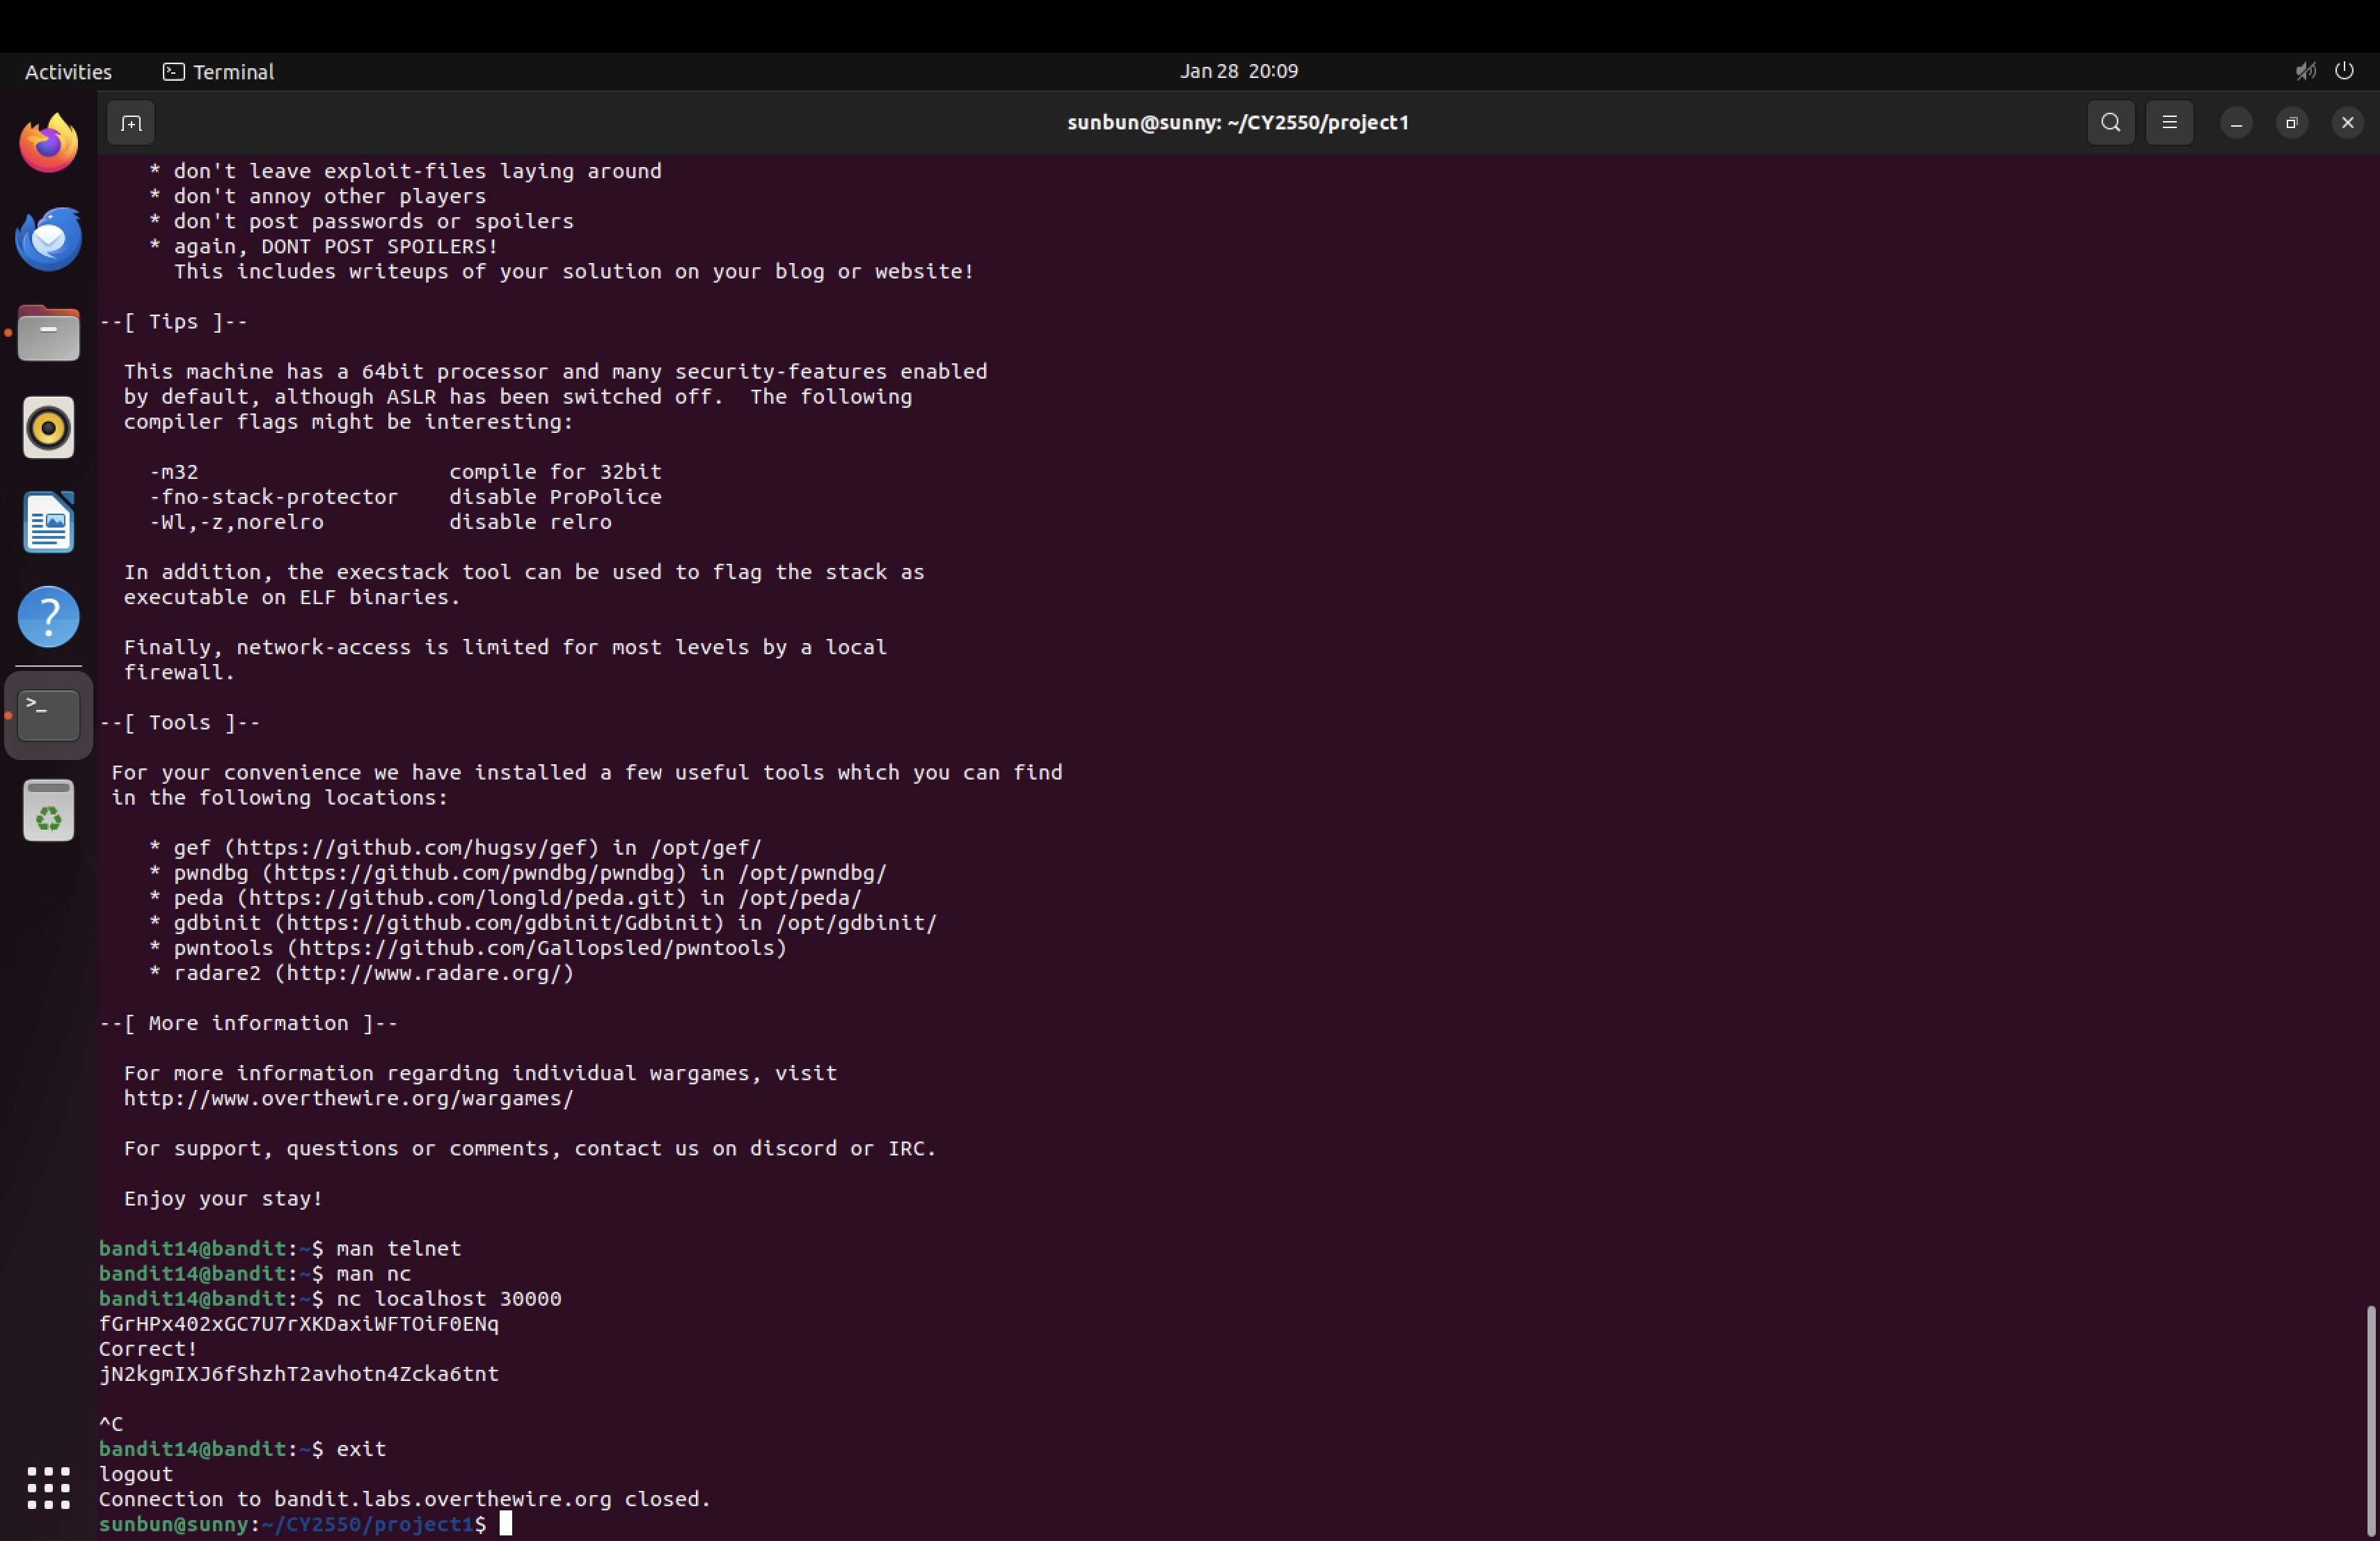 Activities Terminal Jan 28 20:09
sunbun@sunny: ~/CY2550/project1
* don't leave exploit-files laying around
* don't annoy other players
* don't post passwords or spoilers
* again, DONT POST SPOILERS!
This includes writeups of your solution on your blog or website!
--[ Tips ]--
This machine has a 64bit processor and many security-features enabled
by default, although ASLR has been switched off.  The following
compiler flags might be interesting:
-m32                    compile for 32bit
-fno-stack-protector    disable ProPolice
-Wl,-z,norelro          disable relro
In addition, the execstack tool can be used to flag the stack as
executable on ELF binaries.
Finally, network-access is limited for most levels by a local
firewall.
--[ Tools ]--
For your convenience we have installed a few useful tools which you can find
in the following locations:
* gef (https://github.com/hugsy/gef) in /opt/gef/
* pwndbg (https://github.com/pwndbg/pwndbg) in /opt/pwndbg/
* peda (https://github.com/longld/peda.git) in /opt/peda/
* gdbinit (https://github.com/gdbinit/Gdbinit) in /opt/gdbinit/
* pwntools (https://github.com/Gallopsled/pwntools)
* radare2 (http://www.radare.org/)
--[ More information ]--
For more information regarding individual wargames, visit
http://www.overthewire.org/wargames/
For support, questions or comments, contact us on discord or IRC.
Enjoy your stay!
bandit14@bandit:~$ man telnet
bandit14@bandit:~$ man nc
bandit14@bandit:~$ nc localhost 30000
fGrHPx402xGC7U7rXKDaxiWFTOiF0ENq
Correct!
jN2kgmIXJ6fShzhT2avhotn4Zcka6tnt
^C
bandit14@bandit:~$ exit
logout
Connection to bandit.labs.overthewire.org closed.
sunbun@sunny:~/CY2550/project1$